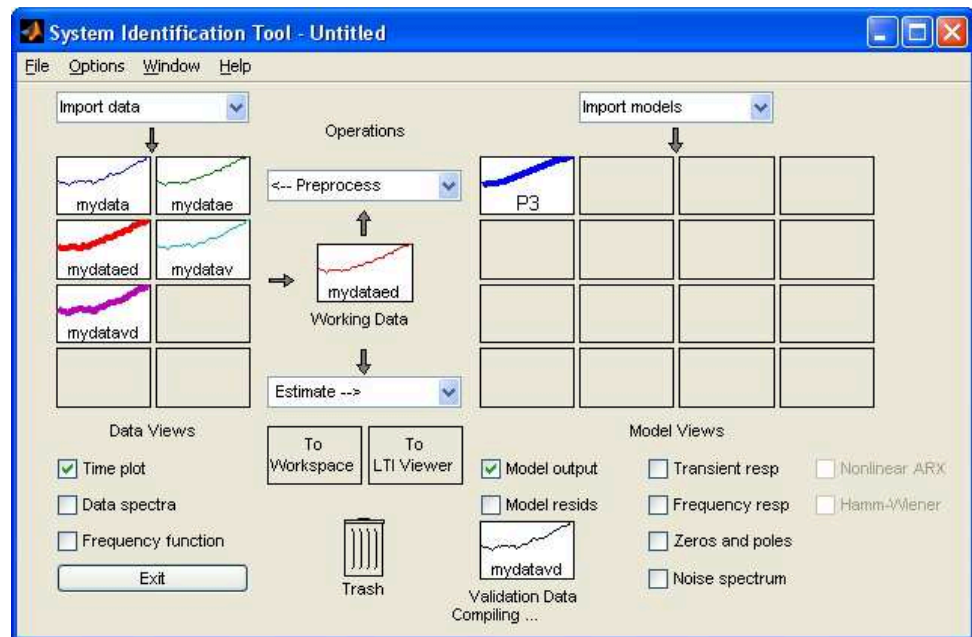 System Identification Tool - Untitled
File Options Window Help
Import data
Import models
Operations
mydata
mydatae
<-- Preprocess
P3
mydataed
mydatav
mydataed
Working Data
mydatavd
Estimate -->
Data Views
To Workspace
To LTI Viewer
Model Views
Time plot
Model output
Transient resp
Nonlinear ARX
Data spectra
Model resids
Frequency resp
Hamm-Wiener
Frequency function
Zeros and poles
mydatavd
Exit
Trash
Noise spectrum
Validation Data
Compiling ...